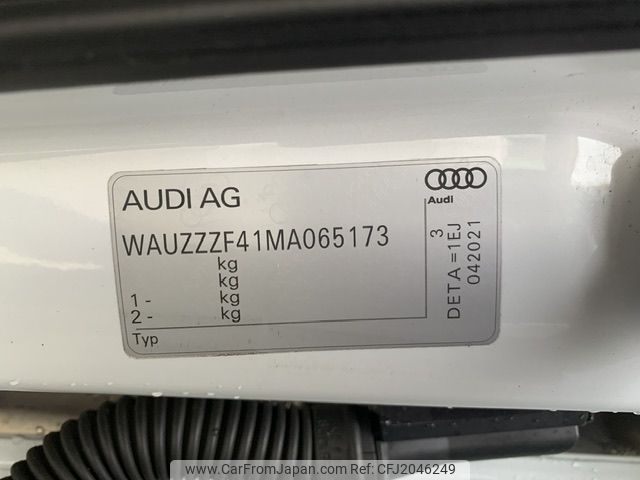 AUDI AG
Audi
WAUZZZF41MA065173
kg
kg
1 - kg
2 - kg
Typ
3
DETA=1EJ
042021
www.CarFromJapan.com | CFJ2046249